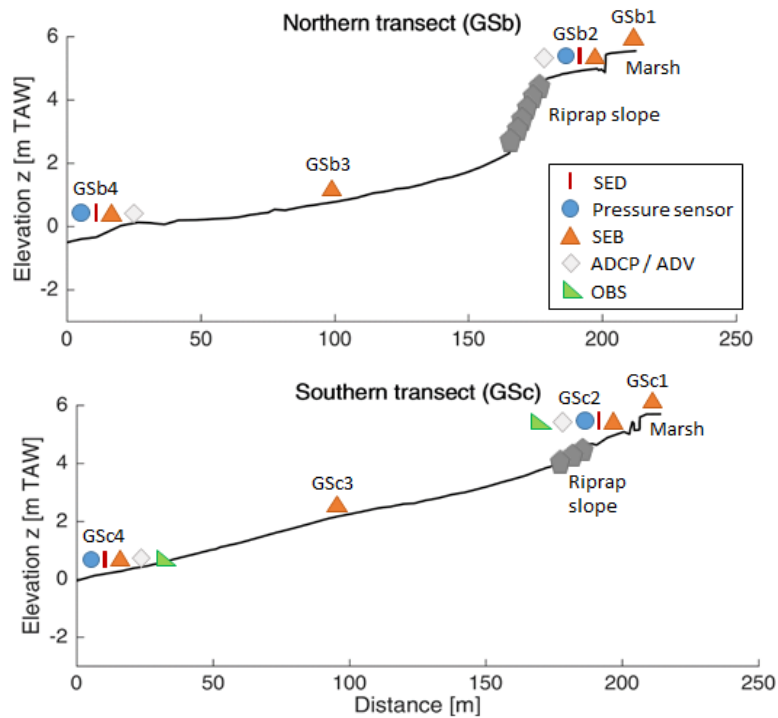 Northern transect (GSb)
GSb1
GSb2
Marsh
Riprap slope
GSb3
GSb4
SED
Pressure sensor
SEB
ADCP / ADV
OBS
Elevation z [m TAW]
6
4
2
0
-2
0
50
100
150
200
250
Southern transect (GSc)
GSc1
GSc2
Marsh
Riprap
slope
GSc3
GSc4
Elevation z [m TAW]
6
4
2
0
-2
0
50
100
150
200
250
Distance [m]